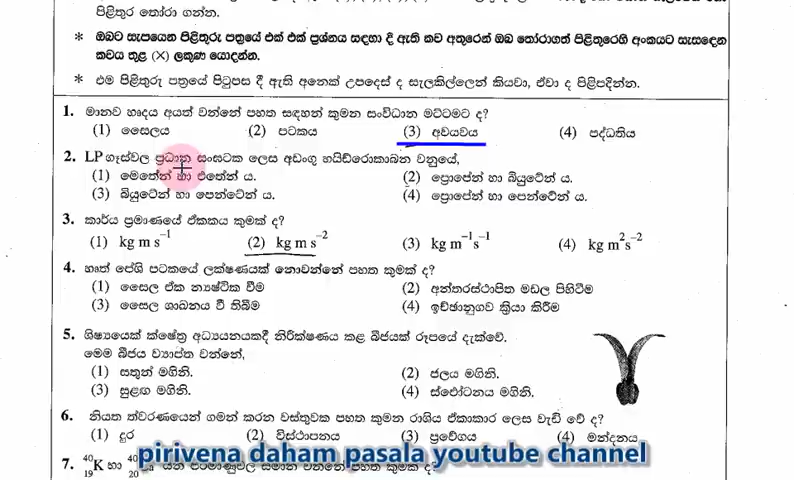 පිළිතුර තෝරා ගන්න.
* ඔබට සැපයෙන පිළිතුරු පත්‍රයේ එක් එක් ප්‍රශ්නය සඳහා දී ඇති කව අතුරෙන් ඔබ තෝරාගත් පිළිතුරෙහි අංකයට සැසඳෙන
කවය තුළ (×) ලකුණ යොදන්න.
* එම පිළිතුරු පත්‍රයේ පිටුපස දී ඇති අනෙක් උපදෙස් ද සැලකිල්ලෙන් කියවා, ඒවා ද පිළිපදින්න.
1. මානව හෘදය අයත් වන්නේ පහත සඳහන් කුමන සංවිධාන මට්ටමට ද?
(1) සෛලය (2) පටකය (3) අවයවය (4) පද්ධතිය
2. LP ගෑස්වල ප්‍රධාන සංඝටක ලෙස අඩංගු හයිඩ්‍රොකාබන වනුයේ,
(1) මෙතේන් හා එතේන් ය. (2) ප්‍රොපේන් හා බියුටේන් ය.
(3) බියුටේන් හා පෙන්ටේන් ය. (4) ප්‍රොපේන් හා පෙන්ටේන් ය.
3. කාර්ය ප්‍රමාණයේ ඒකකය කුමක් ද?
(1) kg m s⁻¹ (2) kg m s⁻² (3) kg m⁻¹s⁻¹ (4) kg m²s⁻²
4. හෘත් පේශි පටකයේ ලක්ෂණයක් නොවන්නේ පහත කුමක් ද?
(1) සෛල ඒක න්‍යෂ්ටික වීම (2) අන්තරස්ථාපිත මඬල පිහිටීම
(3) සෛල ශාඛනය වී තිබීම (4) ඉච්ඡානුගව ක්‍රියා කිරීම
5. ශිෂ්‍යයෙක් ක්ෂේත්‍ර අධ්‍යයනයකදී නිරීක්ෂණය කළ බීජයක් රූපයේ දැක්වේ.
මෙම බීජය ව්‍යාප්ත වන්නේ,
(1) සතුන් මගිනි. (2) ජලය මගිනි.
(3) සුළඟ මගිනි. (4) ස්ඵෝටනය මගිනි.
6. නියත ත්වරණයෙන් ගමන් කරන වස්තුවක පහත කුමන රාශිය ඒකාකාර ලෙස වැඩි වේ ද?
(1) දුර (2) විස්ථාපනය (3) ප්‍රවේගය (4) මන්දනය
pirivena daham pasala youtube channel
7. ⁴⁰₁₉K හා